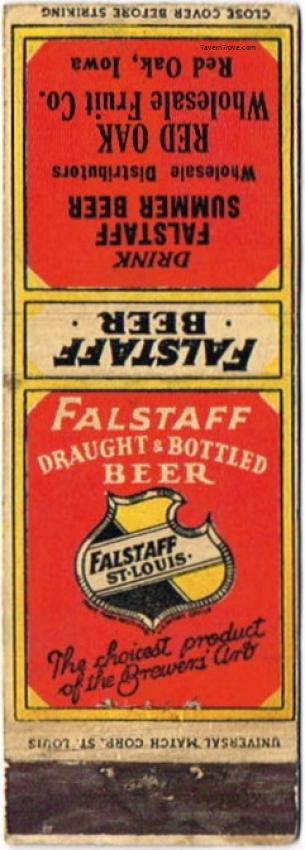 CLOSE COVER BEFORE STRIKING
TavernTrove.com
DRINK
FALSTAFF
SUMMER BEER
Wholesale Distributors
RED OAK
Wholesale Fruit Co.
Red Oak, Iowa
FALSTAFF
· BEER ·
FALSTAFF
DRAUGHT & BOTTLED
BEER
FALSTAFF
ST·LOUIS·
The choicest product
of the Brewers' Art
UNIVERSAL MATCH CORP., ST. LOUIS